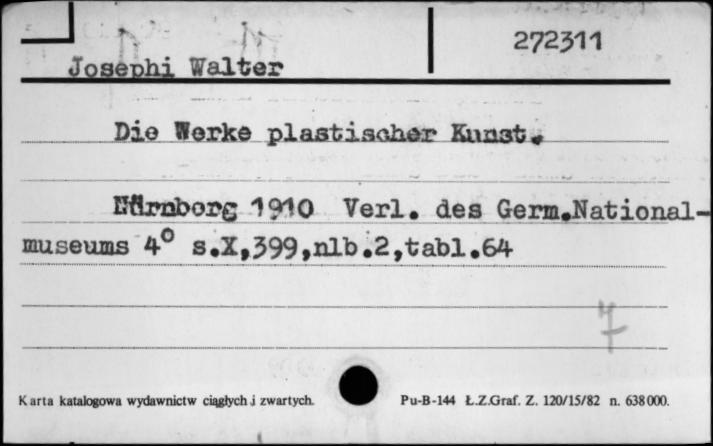 272311
Josephi Walter
Die Werke plastischer Kunst.
Nürnberg 1910 Verl. des Germ.National-
museums 4° s.X,399,nlb.2,tabl.64
7
Karta katalogowa wydawnictw ciągłych i zwartych.
Pu-B-144 Ł.Z.Graf. Z. 120/15/82 n. 638000.